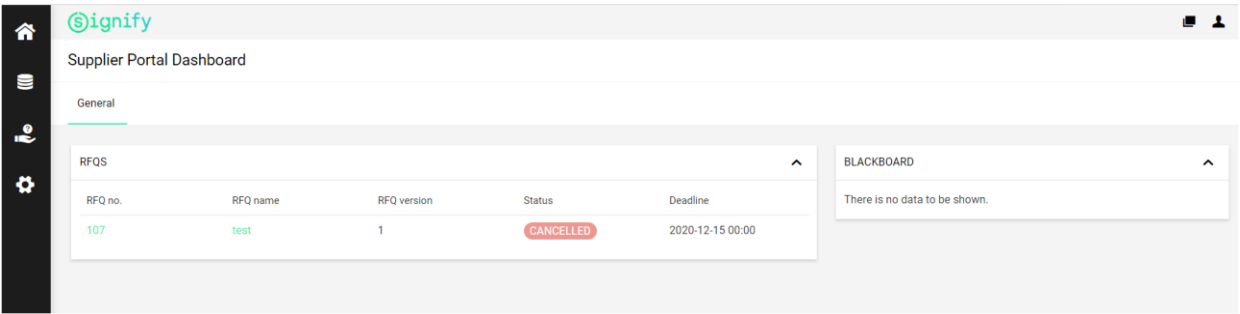 Signify
Supplier Portal Dashboard
General
RFQS
RFQ no. RFQ name RFQ version Status Deadline
107 test 1 CANCELLED 2020-12-15 00:00
BLACKBOARD
There is no data to be shown.